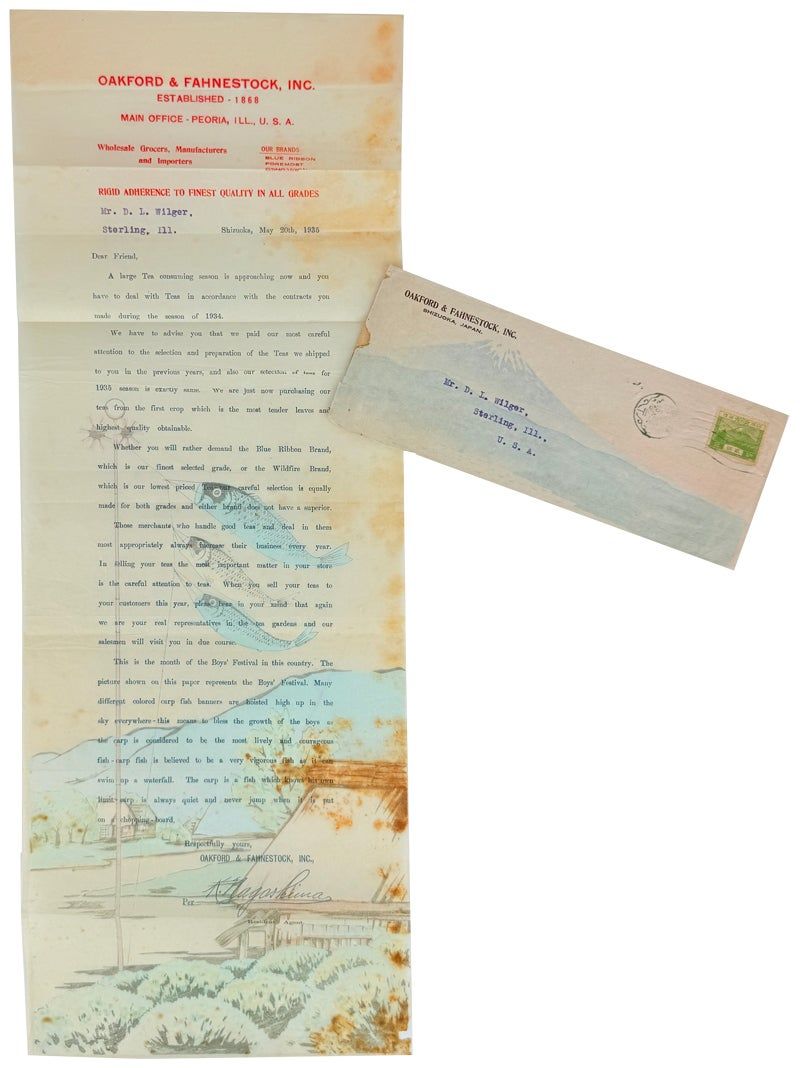 OAKFORD & FAHNESTOCK, INC.
ESTABLISHED - 1868
MAIN OFFICE - PEORIA, ILL., U. S. A.
Wholesale Grocers, Manufacturers
and Importers
OUR BRANDS
BLUE RIBBON
FOREMOST
RIGID ADHERENCE TO FINEST QUALITY IN ALL GRADES
Mr. D. L. Wilger,
Sterling, Ill.
Shizuoka, May 20th, 1935
Dear Friend,
A large Tea consuming season is approaching now and you
have to deal with Teas in accordance with the contracts you
made during the season of 1934.
We have to advise you that we paid our most careful
attention to the selection and preparation of the Teas we shipped
to you in the previous years, and also our selection of teas for
1935 season is exactly same. We are just now purchasing our
teas from the first crop which is the most tender leaves and
highest quality obtainable.
Whether you will rather demand the Blue Ribbon Brand,
which is our finest selected grade, or the Wildfire Brand,
which is our lowest priced Tea our careful selection is equally
made for both grades and either brand does not have a superior.
Those merchants who handle good teas and deal in them
most appropriately always increase their business every year.
In selling your teas the most important matter in your store
is the careful attention to teas. When you sell your teas to
your customers this year, please bear in your mind that again
we are your real representatives in the tea gardens and our
salesmen will visit you in due course.
This is the month of the Boys' Festival in this country. The
picture shown on this paper represents the Boys' Festival. Many
different colored carp fish banners are hoisted high up in the
sky everywhere - this means to bless the growth of the boys as
the carp is considered to be the most lively and courageous
fish - carp fish is believed to be a very vigorous fish as it can
swim up a waterfall. The carp is a fish which knows his own
limit - carp is always quiet and never jump when it is put
on a chopping - board.
Respectfully yours,
OAKFORD & FAHNESTOCK, INC.,
Per K. Nagashima
Resident Agent.
OAKFORD & FAHNESTOCK, INC.
SHIZUOKA, JAPAN.
Mr. D. L. Wilger,
Sterling, Ill.,
U. S. A.